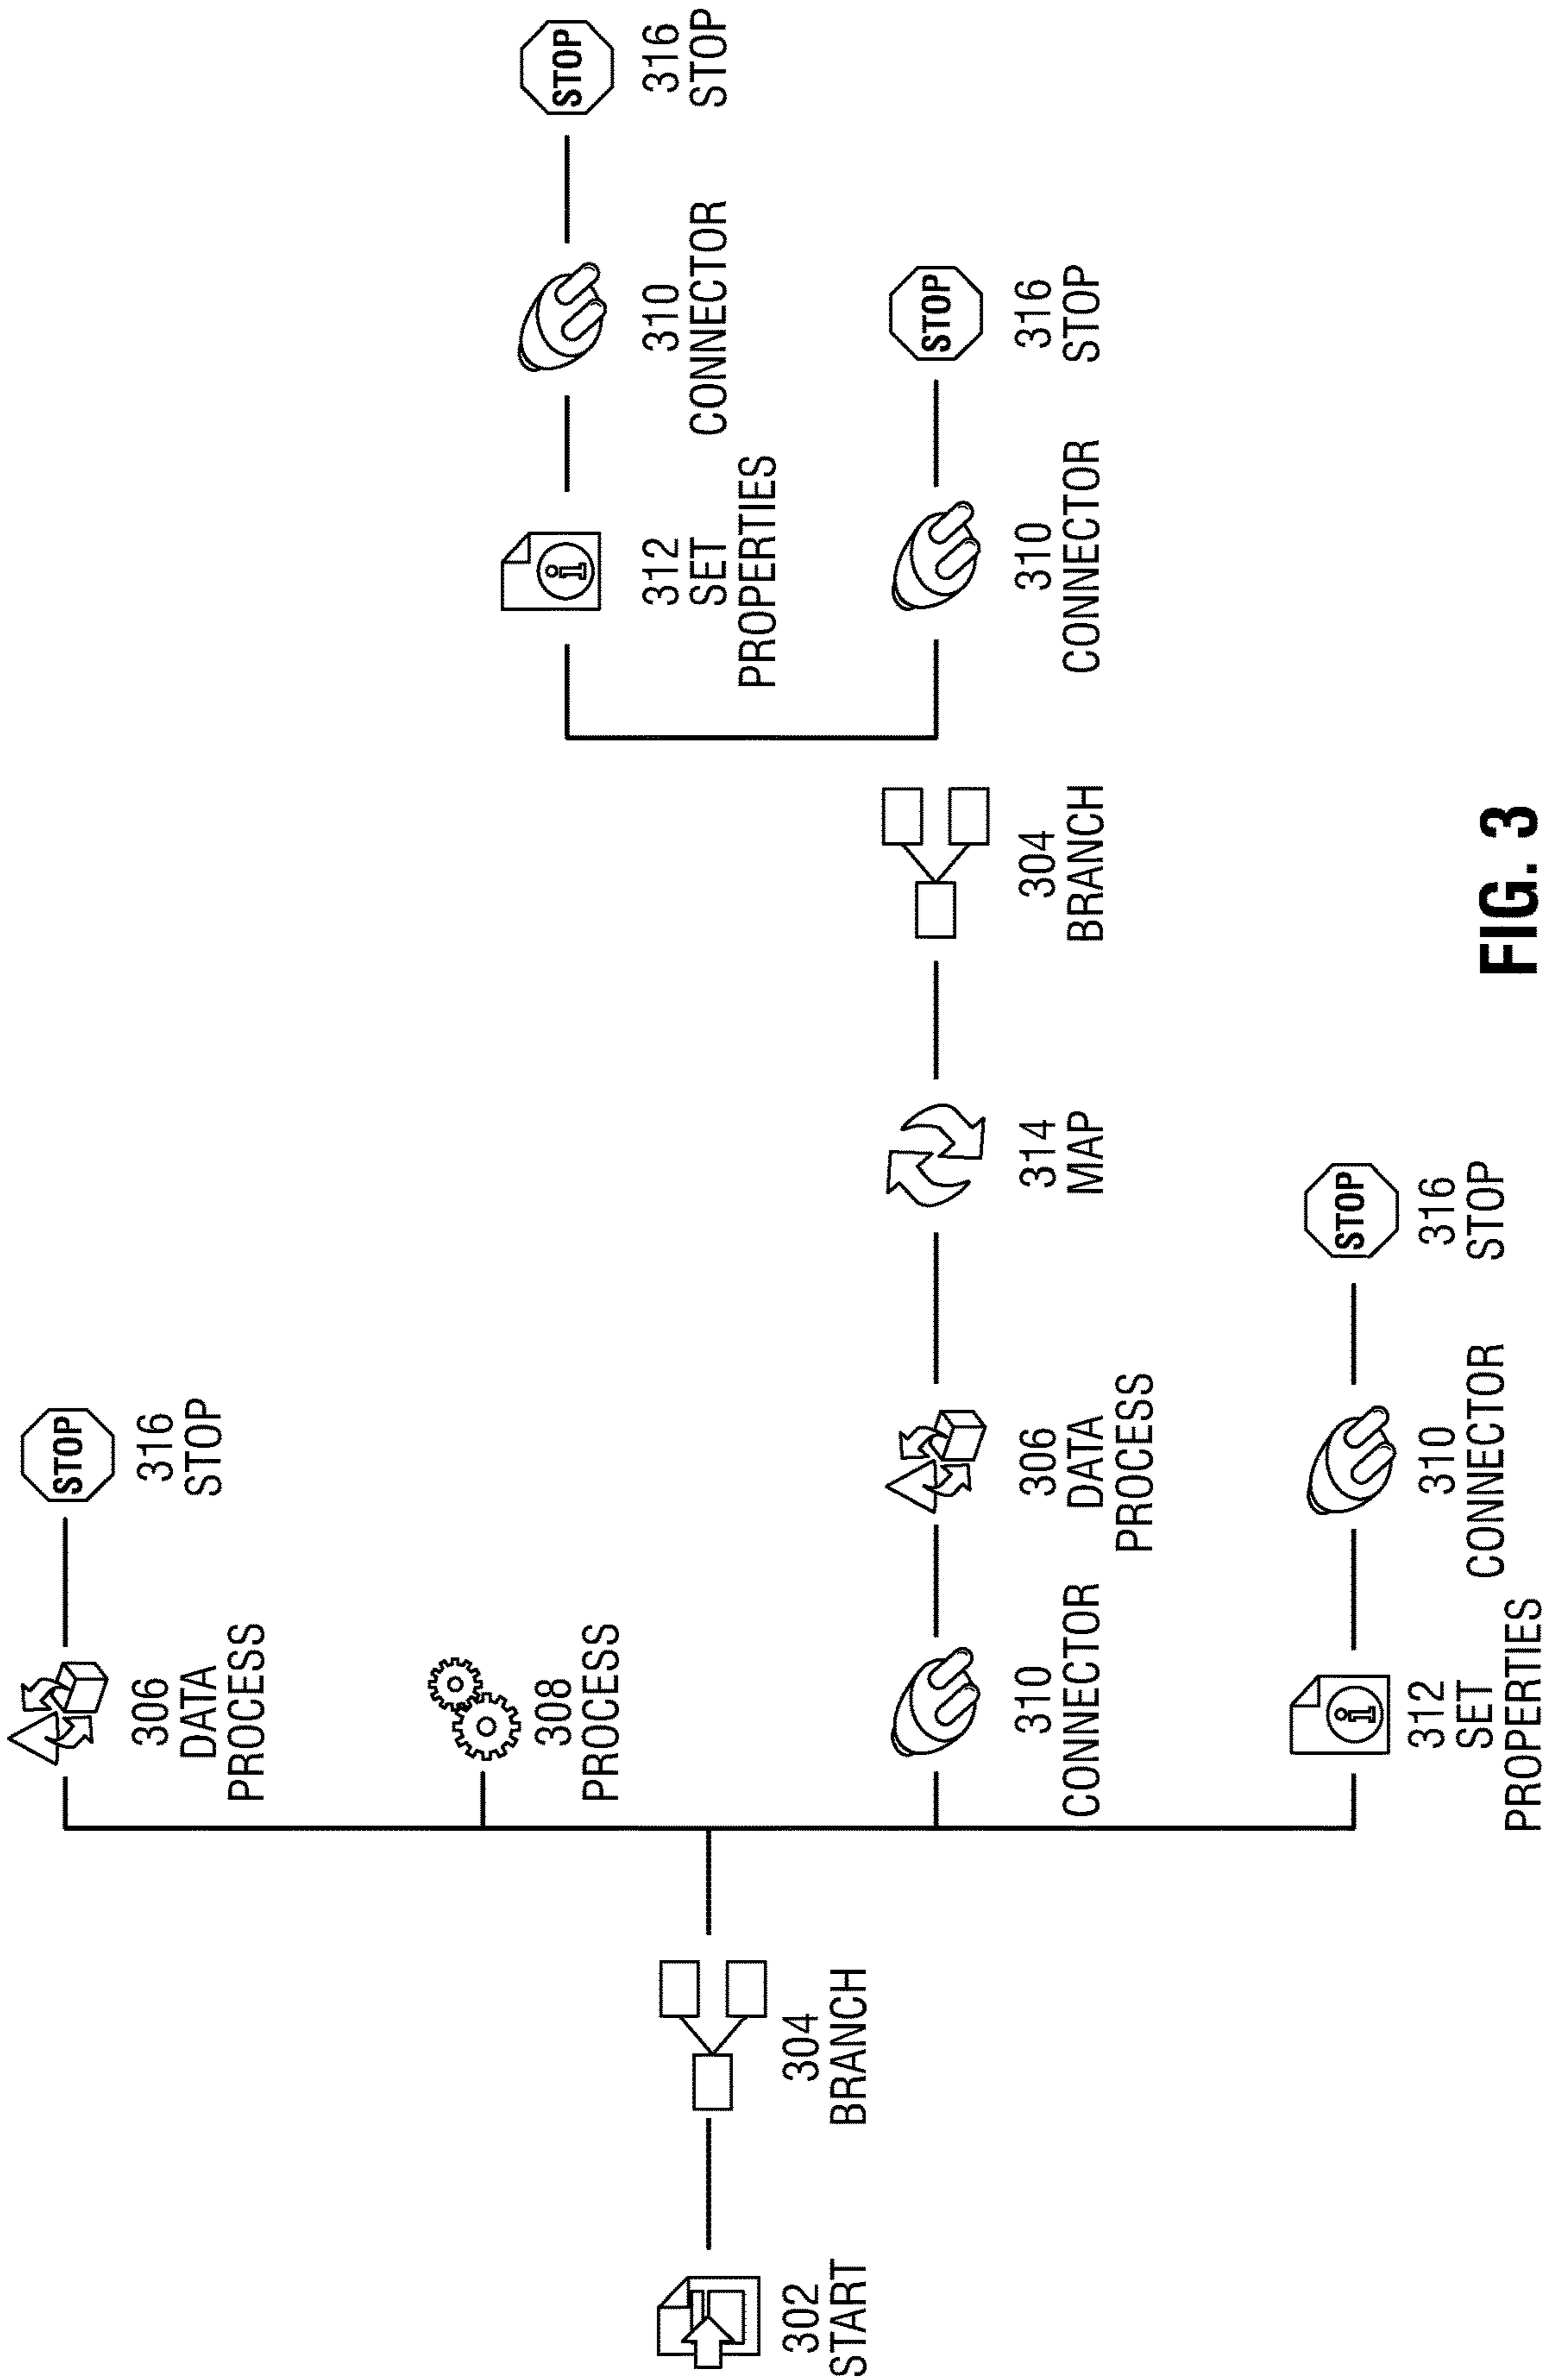 STOP
316
STOP
306
DATA
PROCESS
308
PROCESS
302
START
304
BRANCH
312
SET
PROPERTIES
310
CONNECTOR
STOP
316
STOP
310
CONNECTOR
306
DATA
PROCESS
314
MAP
304
BRANCH
310
CONNECTOR
STOP
316
STOP
312
SET
PROPERTIES
310
CONNECTOR
STOP
316
STOP
FIG. 3